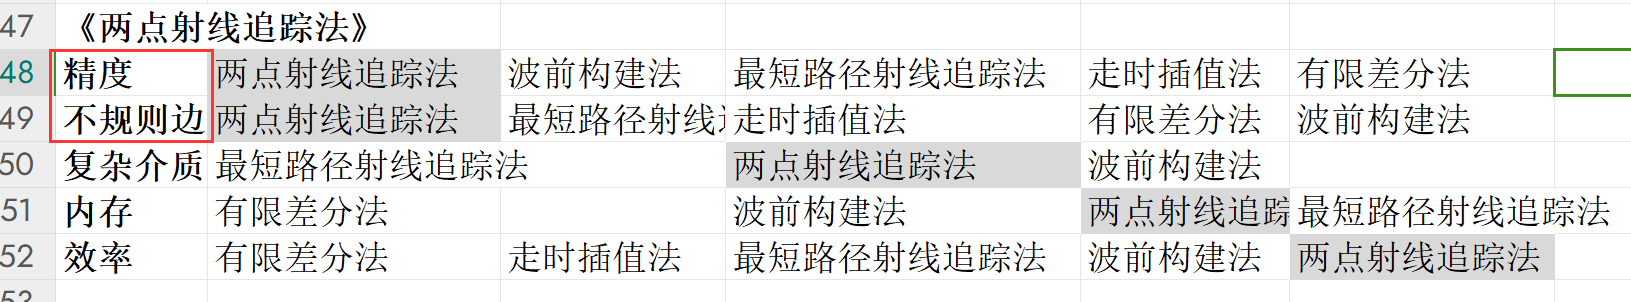 47 《两点射线追踪法》
48 精度 两点射线追踪法 波前构建法 最短路径射线追踪法 走时插值法 有限差分法
49 不规则边 两点射线追踪法 最短路径射线 走时插值法 有限差分法 波前构建法
50 复杂介质 最短路径射线追踪法 两点射线追踪法 波前构建法
51 内存 有限差分法 波前构建法 两点射线追踪 最短路径射线追踪法
52 效率 有限差分法 走时插值法 最短路径射线追踪法 波前构建法 两点射线追踪法